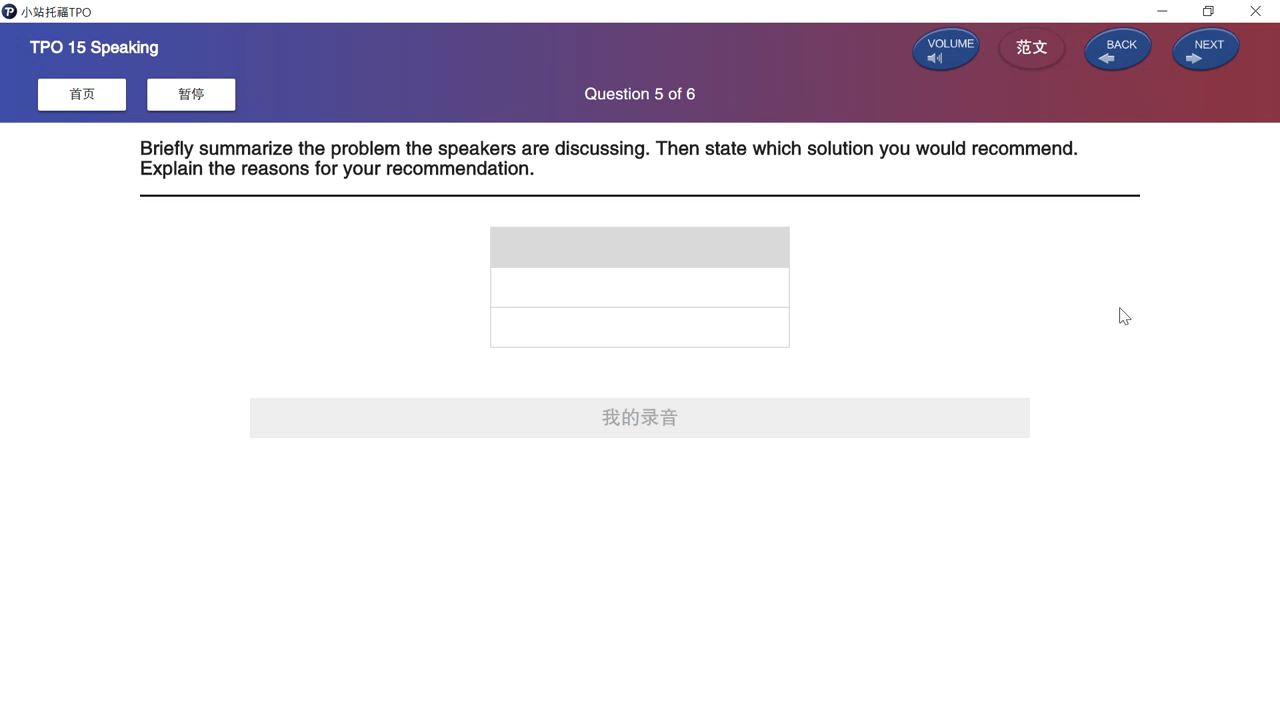 小站托福TPO
TPO 15 Speaking
VOLUME
范文
BACK
NEXT
首页
暂停
Question 5 of 6
Briefly summarize the problem the speakers are discussing. Then state which solution you would recommend.
Explain the reasons for your recommendation.
我的录音